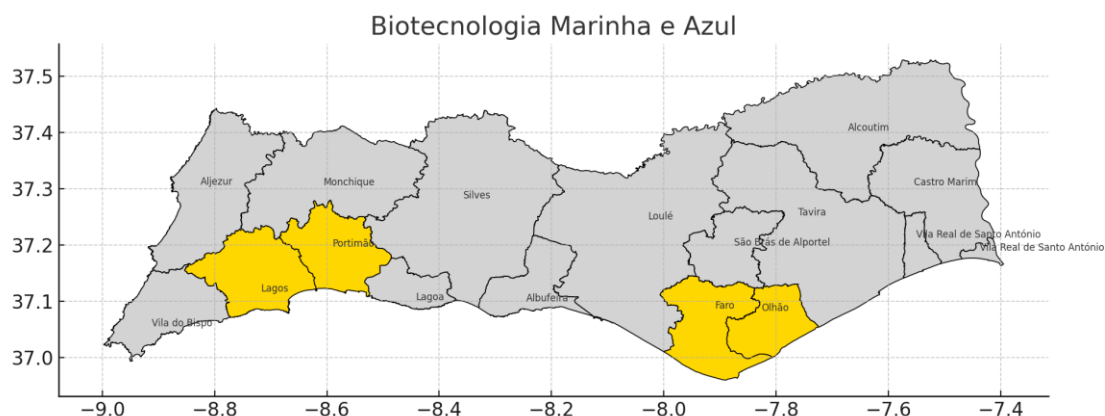 Biotecnologia Marinha e Azul
37.5
37.4
37.3
37.2
37.1
37.0
Alcoutim
Aljezur
Monchique
Castro Marim
Silves
Loulé
Tavira
Vila Real de Santo António
Portimão
São Brás de Alportel
Vila Real de Santo António
Lagos
Lagoa
Albufeira
Faro
Olhão
Vila do Bispo
−9.0 −8.8 −8.6 −8.4 −8.2 −8.0 −7.8 −7.6 −7.4